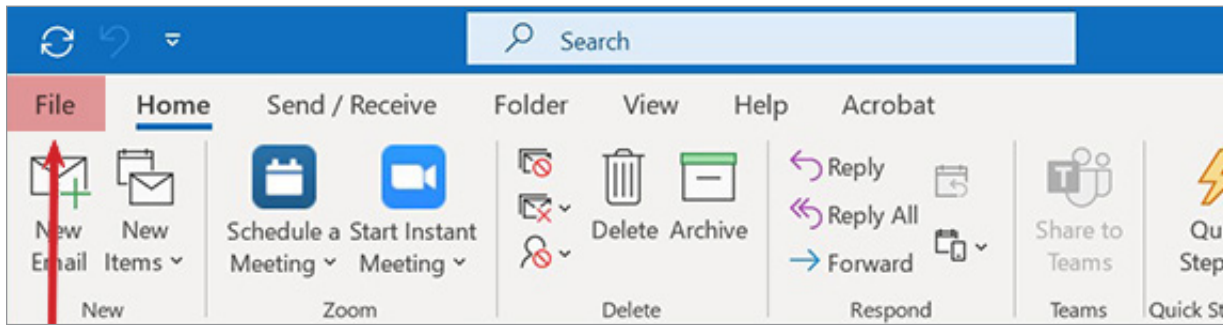 Search
File Home Send / Receive Folder View Help Acrobat
New Email
New Items
Schedule a Meeting
Start Instant Meeting
Delete
Archive
Reply
Reply All
Forward
Share to Teams
New
Zoom
Delete
Respond
Teams